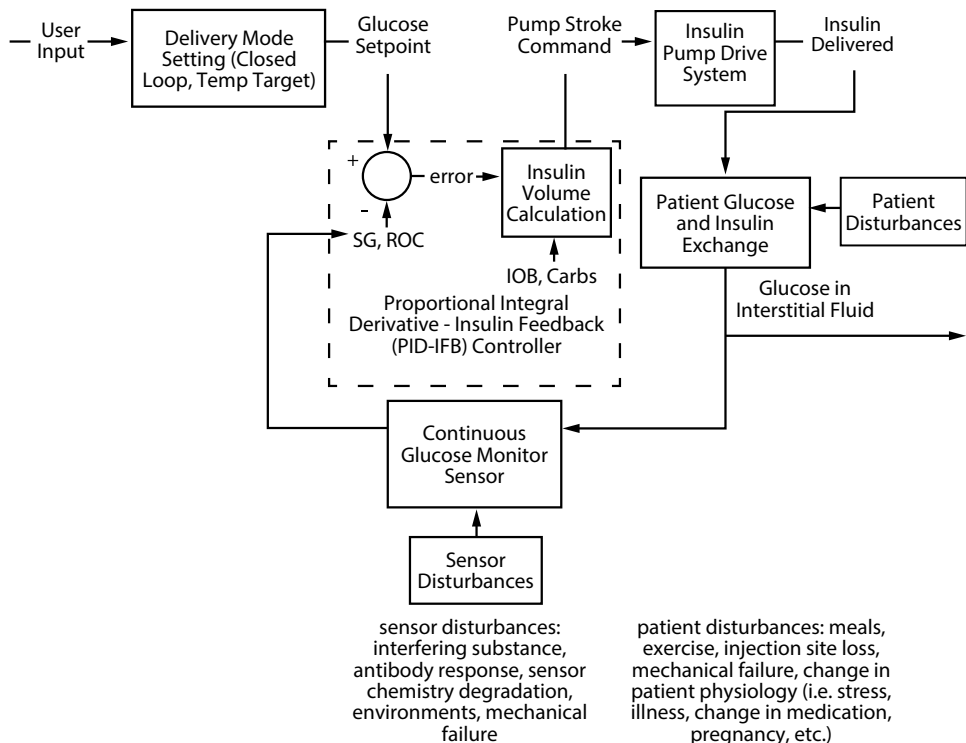 User
Input
Delivery Mode
Setting (Closed
Loop, Temp Target)
Glucose
Setpoint
Pump Stroke
Command
Insulin
Pump Drive
System
Insulin
Delivered
+
-
error
SG, ROC
Insulin
Volume
Calculation
IOB, Carbs
Proportional Integral
Derivative - Insulin Feedback
(PID-IFB) Controller
Patient Glucose
and Insulin
Exchange
Patient
Disturbances
Glucose in
Interstitial Fluid
Continuous
Glucose Monitor
Sensor
Sensor
Disturbances
sensor disturbances:
interfering substance,
antibody response, sensor
chemistry degradation,
environments, mechanical
failure
patient disturbances: meals,
exercise, injection site loss,
mechanical failure, change in
patient physiology (i.e. stress,
illness, change in medication,
pregnancy, etc.)